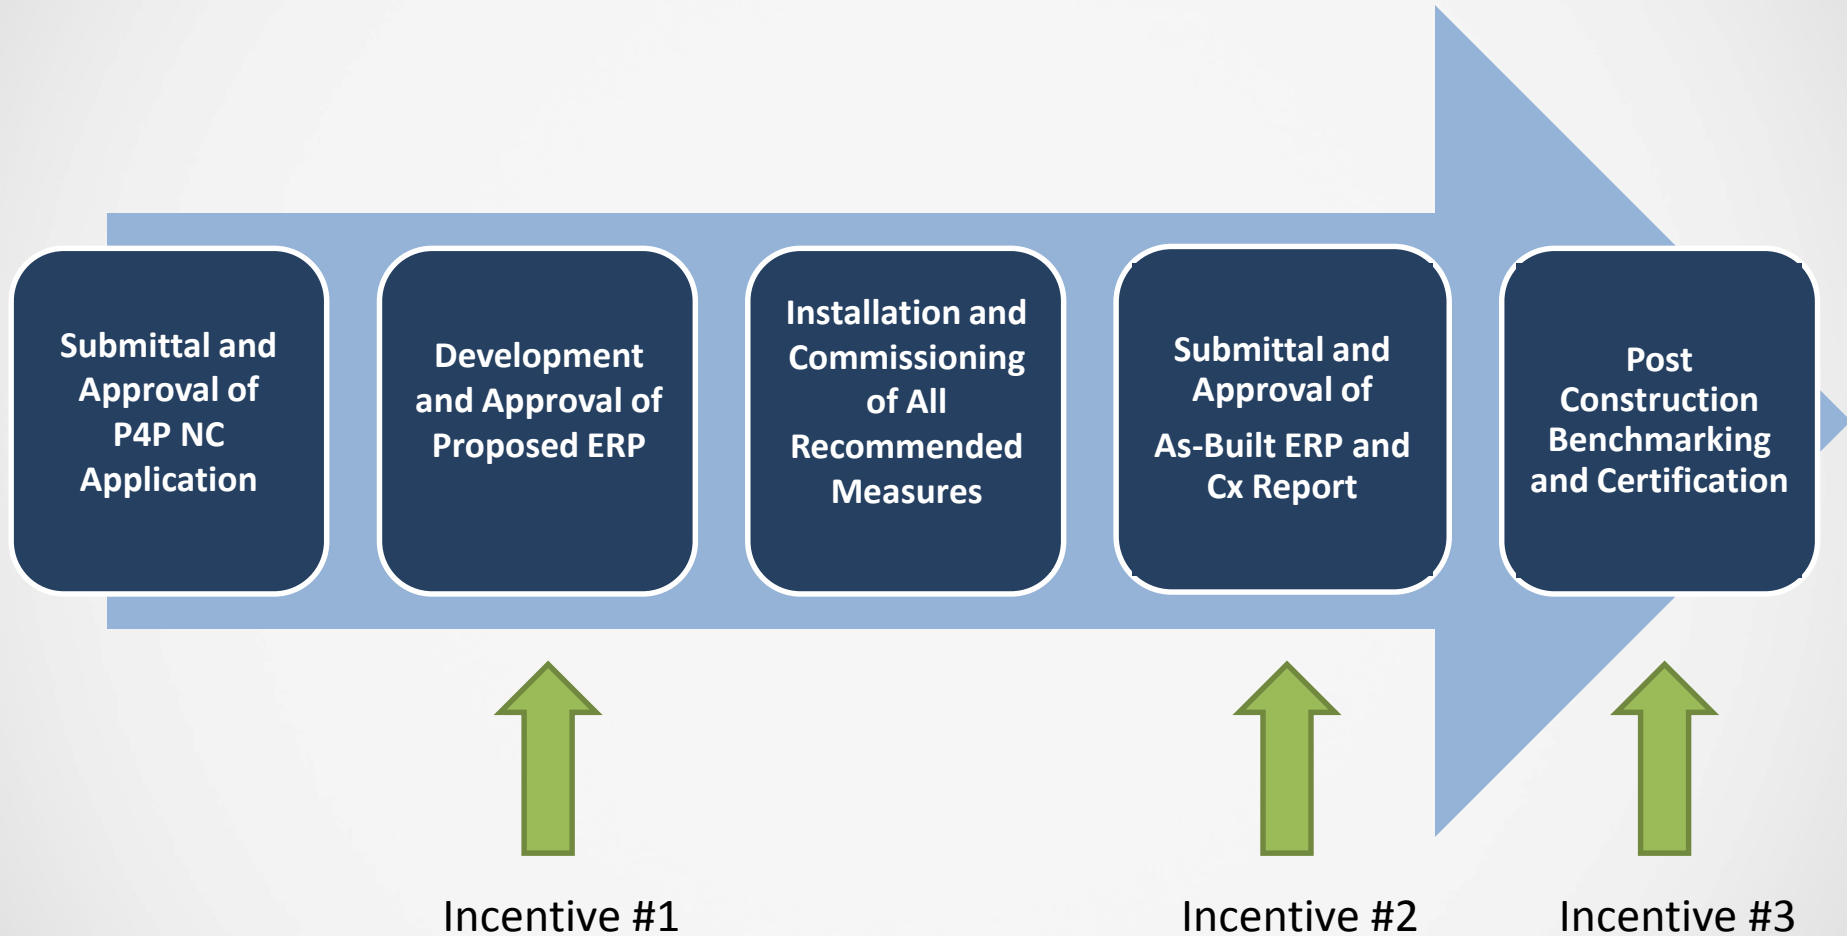 Submittal and
Approval of
P4P NC
Application
Development
and Approval of
Proposed ERP
Installation and
Commissioning
of All
Recommended
Measures
Submittal and
Approval of
As-Built ERP and
Cx Report
Post
Construction
Benchmarking
and Certification
Incentive #1
Incentive #2
Incentive #3